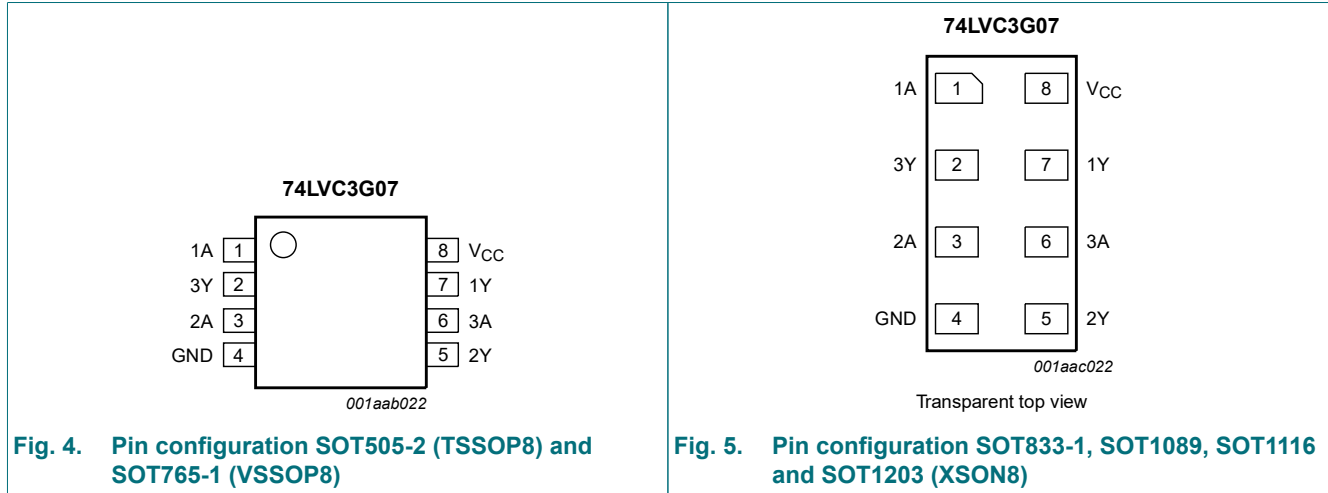 74LVC3G07
1A 1 8 VCC
3Y 2 7 1Y
2A 3 6 3A
GND 4 5 2Y
001aab022
Fig. 4. Pin configuration SOT505-2 (TSSOP8) and
SOT765-1 (VSSOP8)
74LVC3G07
1A 1 8 VCC
3Y 2 7 1Y
2A 3 6 3A
GND 4 5 2Y
001aac022
Transparent top view
Fig. 5. Pin configuration SOT833-1, SOT1089, SOT1116
and SOT1203 (XSON8)